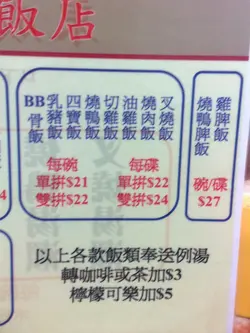 飯店
BB骨飯
乳豬飯
四寶飯
燒鴨飯
切雞飯
油雞飯
燒肉飯
叉燒飯
每碗
單拼$21
雙拼$22
每碟
單拼$22
雙拼$24
燒鴨脾飯
雞脾飯
碗/碟
$27
以上各款飯類奉送例湯
轉咖啡或茶加$3
檸檬可樂加$5